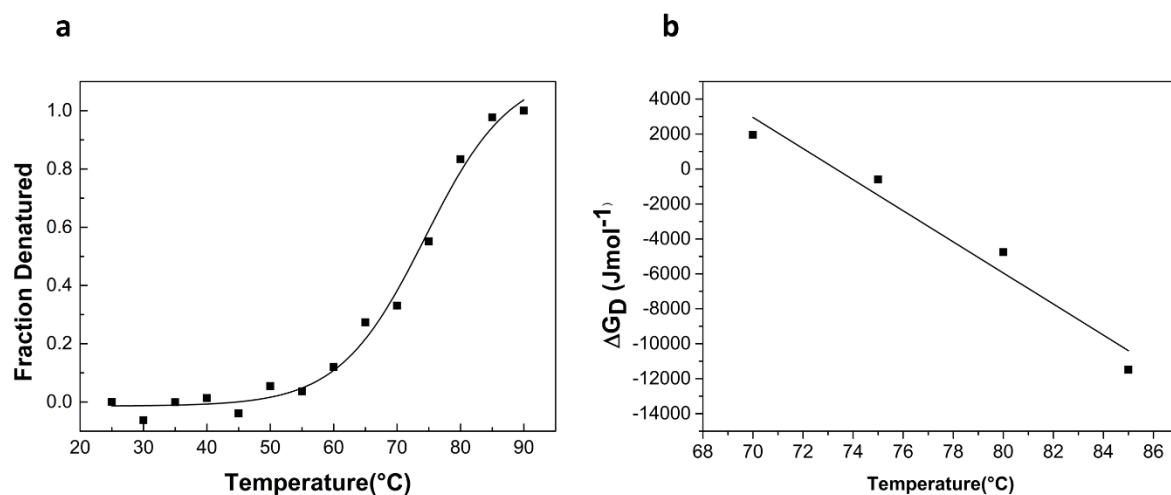 a
b
Fraction Denatured
1.0
0.8
0.6
0.4
0.2
0.0
20 30 40 50 60 70 80 90
Temperature(°C)
ΔGD (Jmol-1)
4000
2000
0
-2000
-4000
-6000
-8000
-10000
-12000
-14000
68 70 72 74 76 78 80 82 84 86
Temperature(°C)